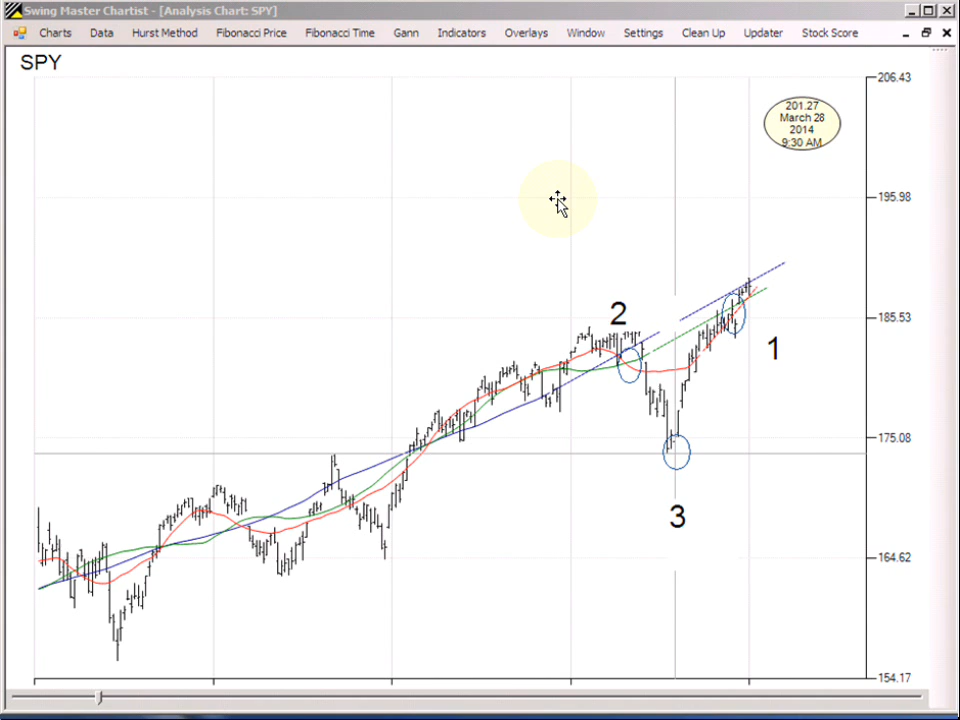 Swing Master Chartist - [Analysis Chart: SPY]
Charts Data Hurst Method Fibonacci Price Fibonacci Time Gann Indicators Overlays Window Settings Clean Up Updater Stock Score
SPY
206.43
201.27
March 28
2014
9:30 AM
195.98
2
185.53
1
175.08
3
164.62
154.17